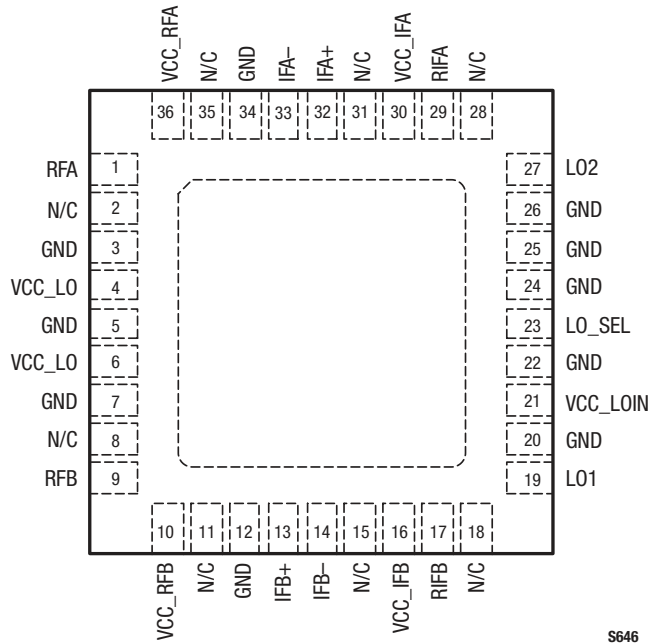 VCC_RFA
N/C
GND
IFA–
IFA+
N/C
VCC_IFA
RIFA
N/C
36 35 34 33 32 31 30 29 28
RFA 1 27 LO2
N/C 2 26 GND
GND 3 25 GND
VCC_LO 4 24 GND
GND 5 23 LO_SEL
VCC_LO 6 22 GND
GND 7 21 VCC_LOIN
N/C 8 20 GND
RFB 9 19 LO1
10 11 12 13 14 15 16 17 18
VCC_RFB
N/C
GND
IFB+
IFB–
N/C
VCC_IFB
RIFB
N/C
S646